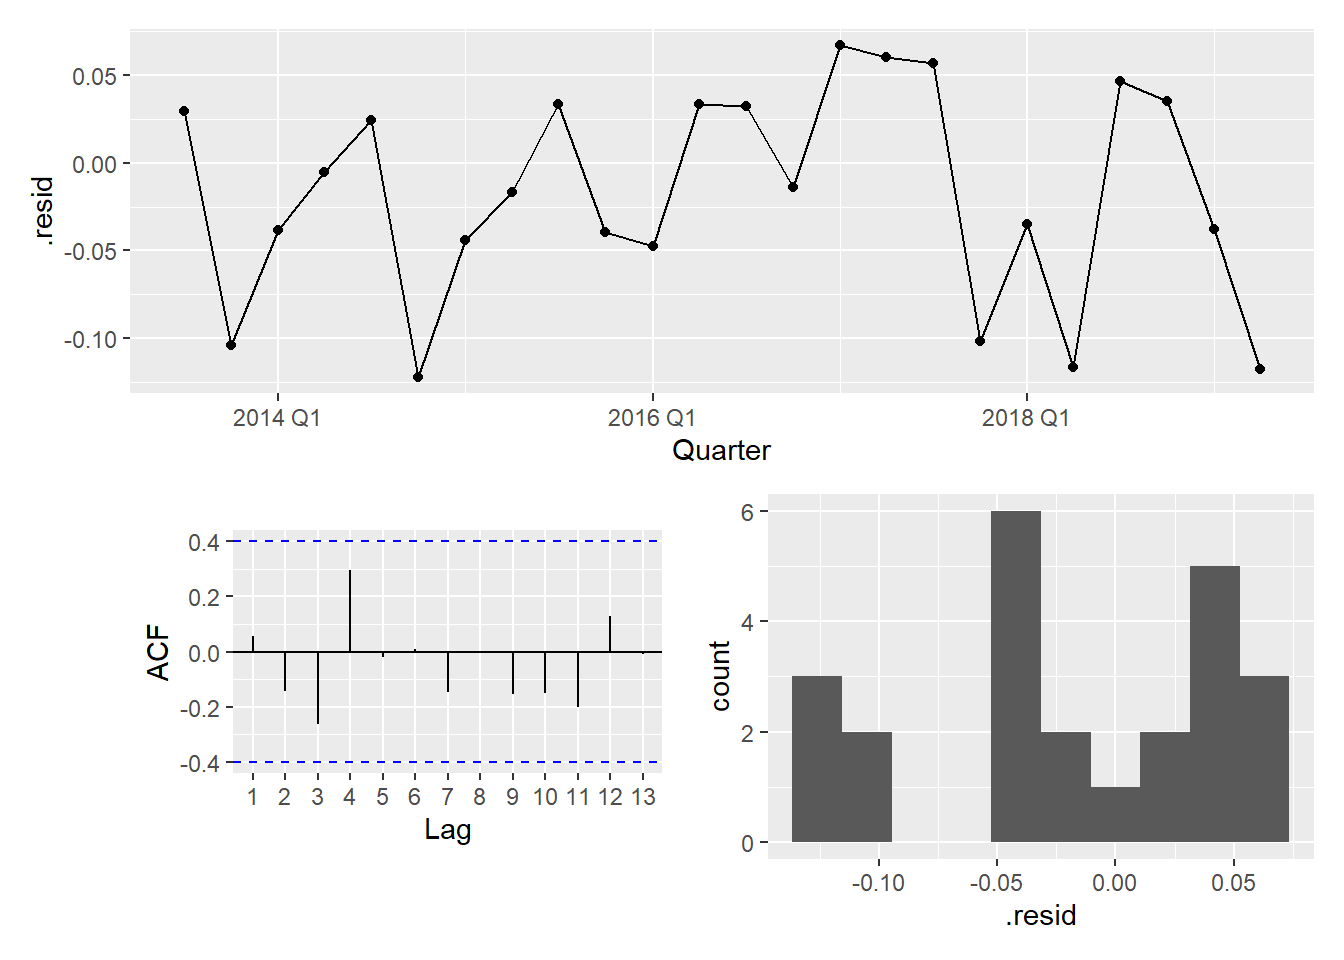 0.05
0.00
-0.05
-0.10
.resid
2014 Q1 2016 Q1 2018 Q1
Quarter
0.4
0.2
0.0
-0.2
-0.4
ACF
1 2 3 4 5 6 7 8 9 10 11 12 13
Lag
6
4
2
0
count
-0.10 -0.05 0.00 0.05
.resid